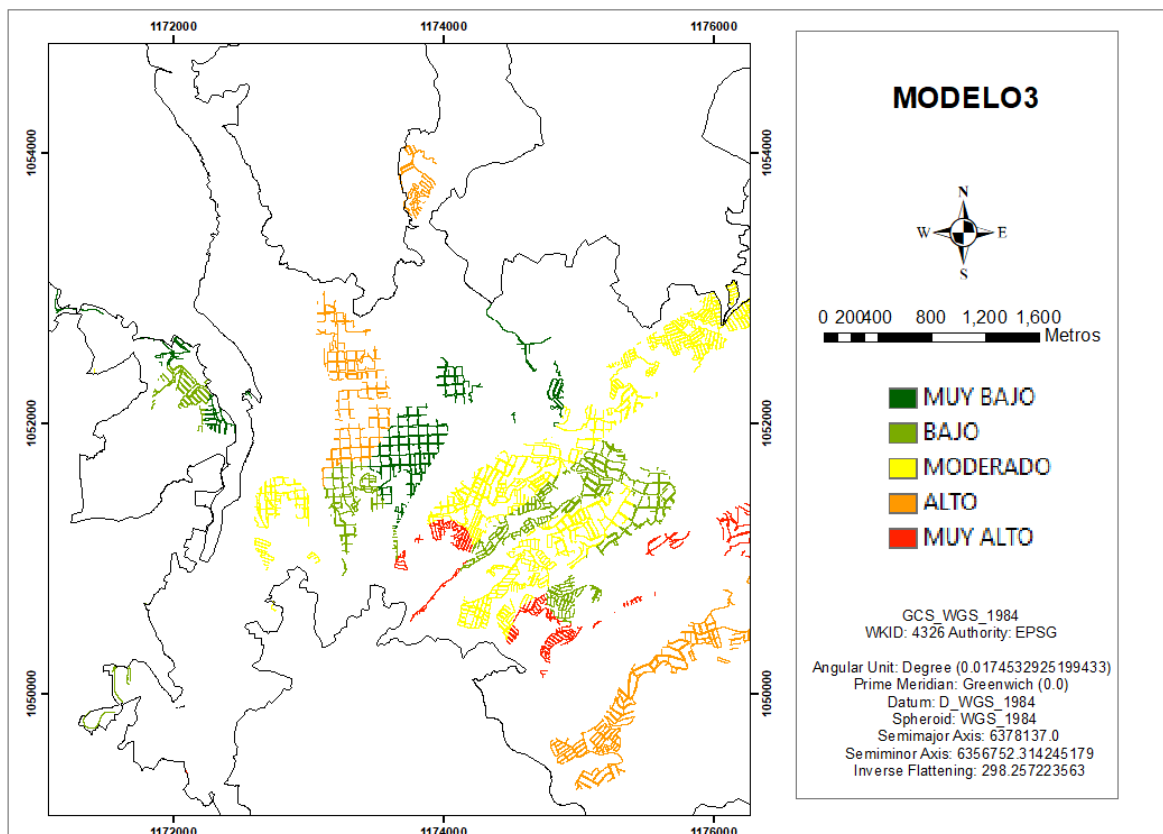 1172000
1174000
1176000
1054000
1052000
1050000
1054000
1052000
1050000
1172000
1174000
1176000
MODELO3
N
W
E
S
0 200400 800 1,200 1,600
Metros
MUY BAJO
BAJO
MODERADO
ALTO
MUY ALTO
GCS_WGS_1984
WKID: 4326 Authority: EPSG
Angular Unit: Degree (0.0174532925199433)
Prime Meridian: Greenwich (0.0)
Datum: D_WGS_1984
Spheroid: WGS_1984
Semimajor Axis: 6378137.0
Semiminor Axis: 6356752.314245179
Inverse Flattening: 298.257223563